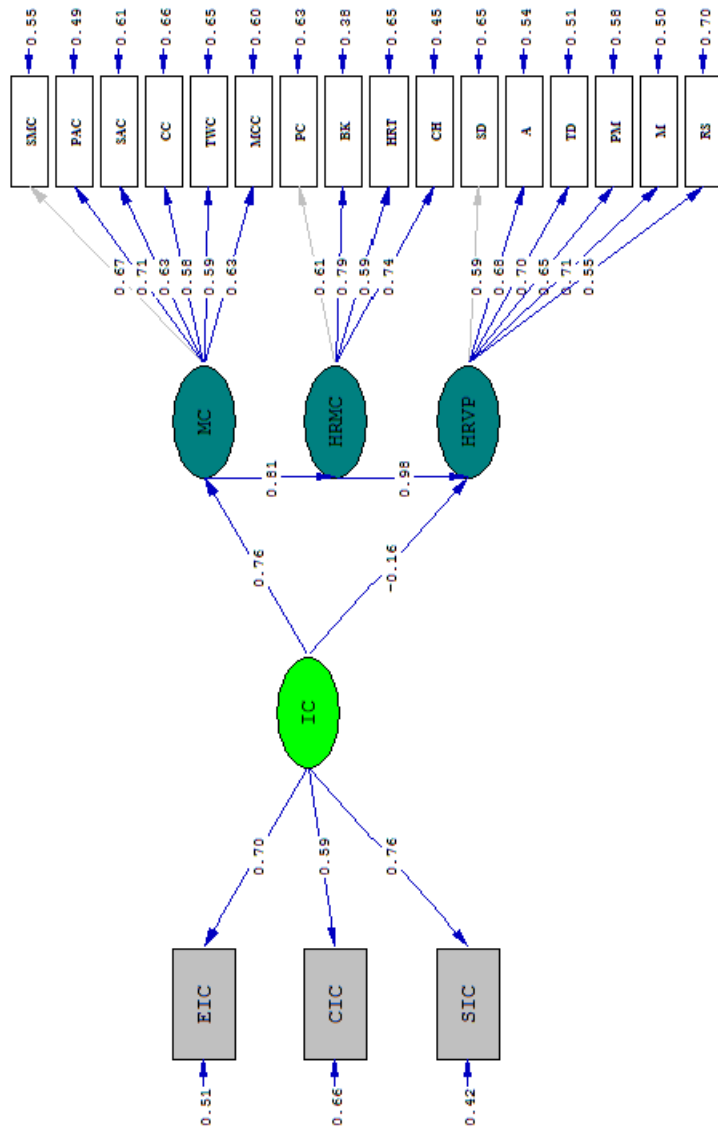 0.55
0.49
0.61
0.66
0.65
0.60
0.63
0.38
0.65
0.45
0.65
0.54
0.51
0.58
0.50
0.70
SMC
PAC
SAC
CC
TWC
MCC
PC
BK
HRT
CH
SD
A
TD
PM
M
RS
0.67
0.71
0.63
0.58
0.59
0.63
0.61
0.79
0.59
0.74
0.59
0.68
0.70
0.65
0.71
0.55
MC
HRMC
HRVP
0.81
0.98
0.76
-0.16
IC
0.70
0.59
0.76
EIC
CIC
SIC
0.51
0.66
0.42